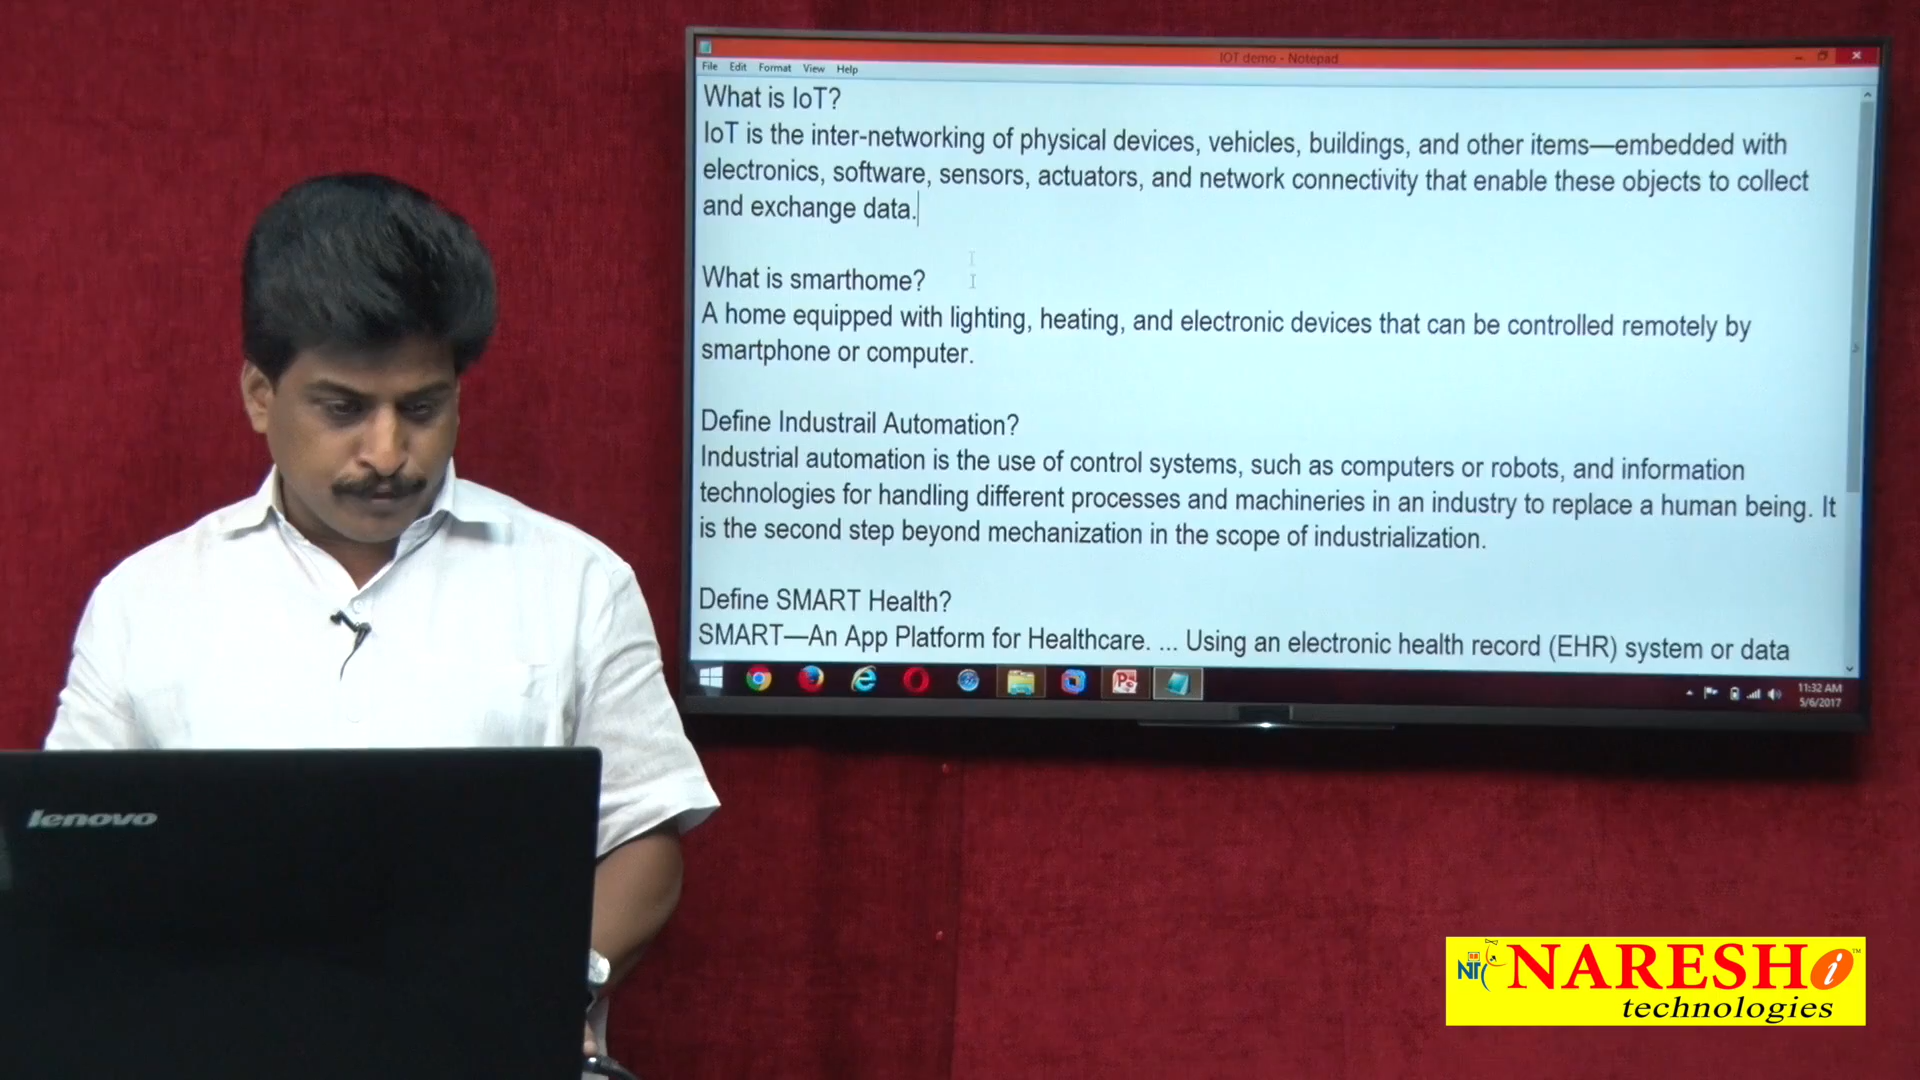 IOT demo - Notepad
File Edit Format View Help
What is IoT?
IoT is the inter-networking of physical devices, vehicles, buildings, and other items—embedded with
electronics, software, sensors, actuators, and network connectivity that enable these objects to collect
and exchange data.
What is smarthome?
A home equipped with lighting, heating, and electronic devices that can be controlled remotely by
smartphone or computer.
Define Industrail Automation?
Industrial automation is the use of control systems, such as computers or robots, and information
technologies for handling different processes and machineries in an industry to replace a human being. It
is the second step beyond mechanization in the scope of industrialization.
Define SMART Health?
SMART—An App Platform for Healthcare. ... Using an electronic health record (EHR) system or data
11:32 AM
5/6/2017
lenovo
NT NARESH i ™
technologies